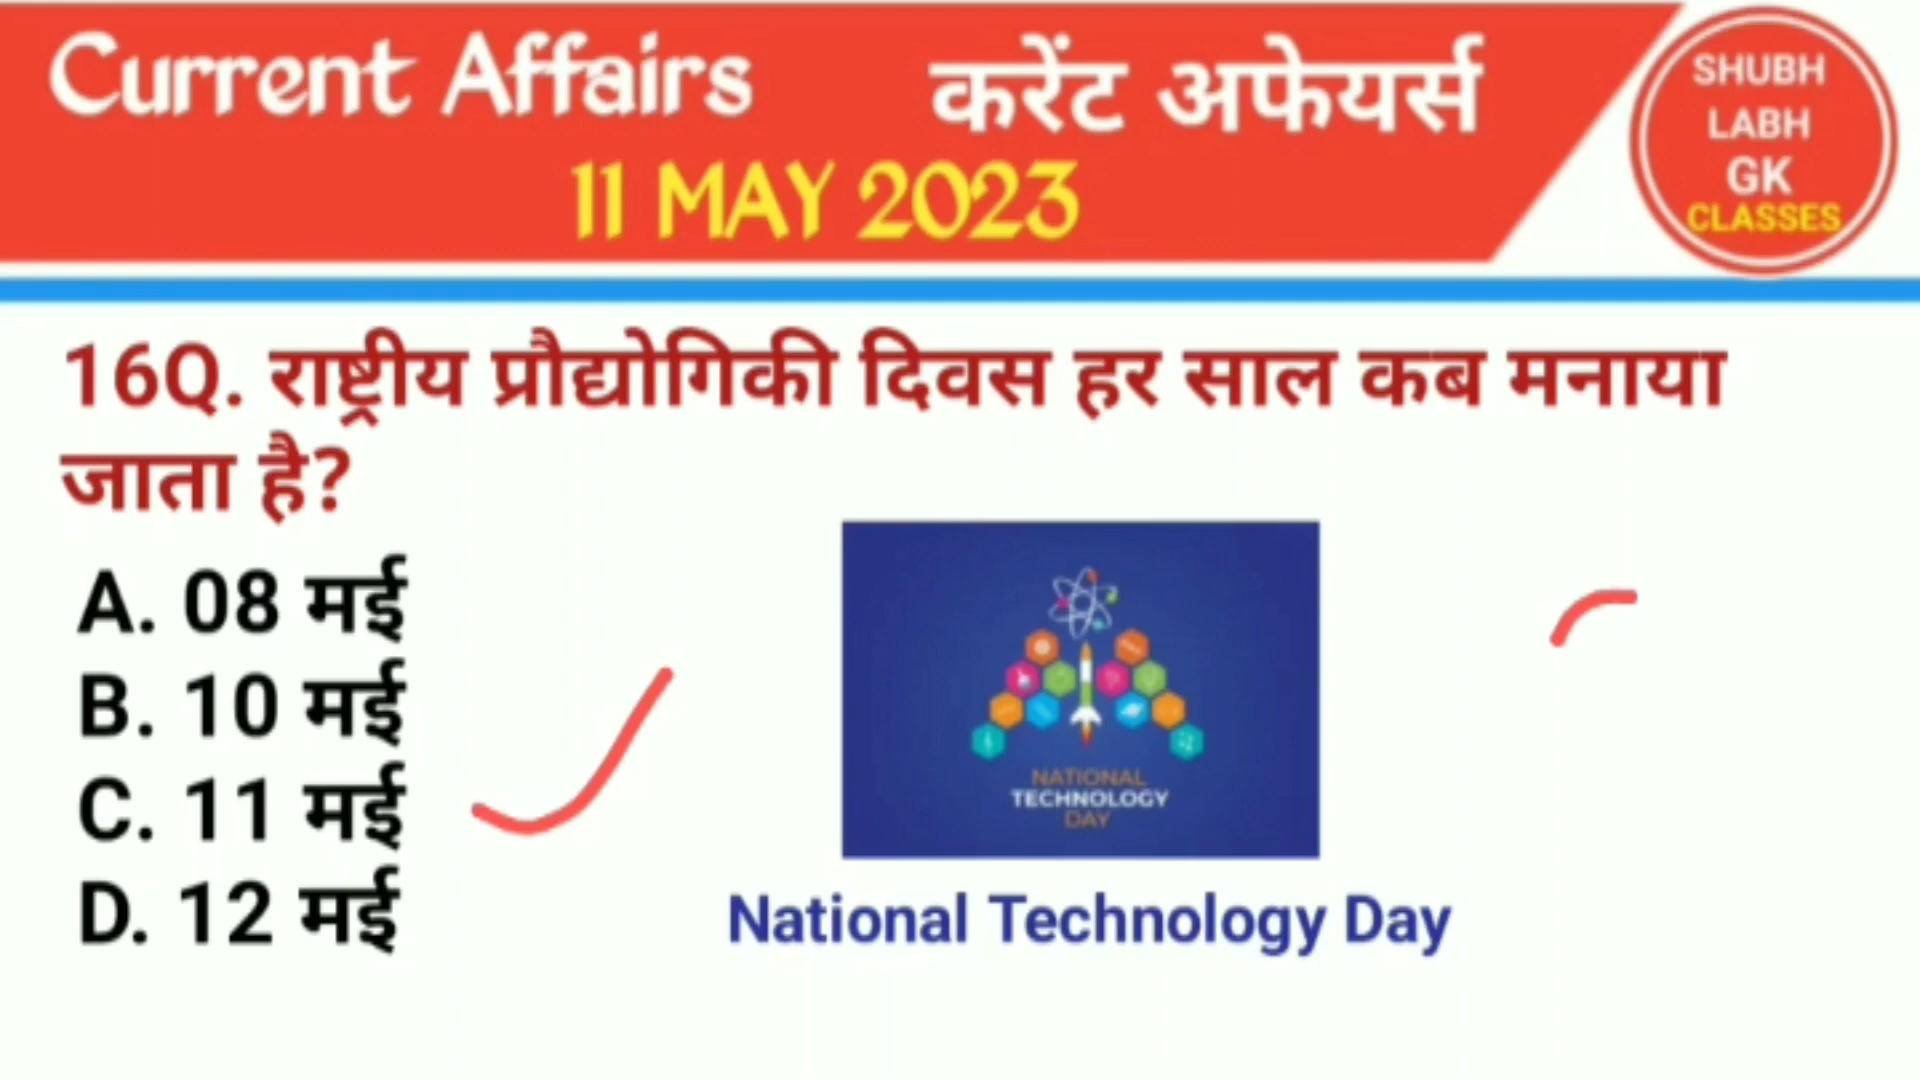 Current Affairs करेंट अफेयर्स
11 MAY 2023
SHUBH
LABH
GK
CLASSES
16Q. राष्ट्रीय प्रौद्योगिकी दिवस हर साल कब मनाया
जाता है?
A. 08 मई
B. 10 मई
C. 11 मई
D. 12 मई
NATIONAL
TECHNOLOGY
DAY
National Technology Day